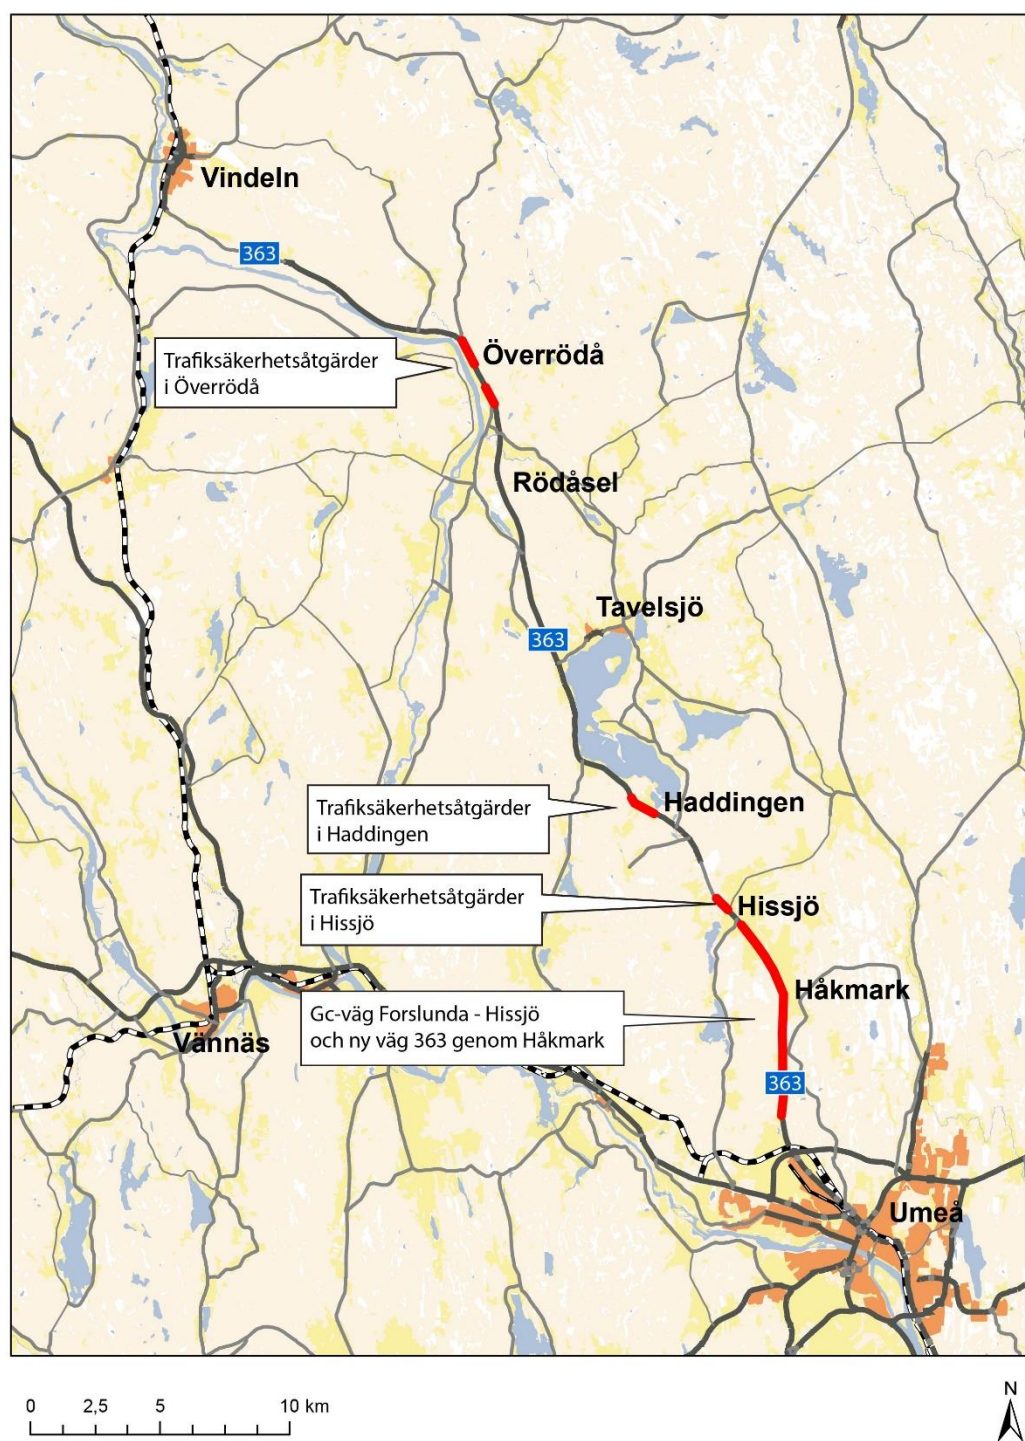 Vindeln
363
Trafiksäkerhetsåtgärder
i Överrödå
Överrödå
Rödåsel
Tavelsjö
363
Trafiksäkerhetsåtgärder
i Haddingen
Haddingen
Trafiksäkerhetsåtgärder
i Hissjö
Hissjö
Håkmark
Gc-väg Forslunda - Hissjö
och ny väg 363 genom Håkmark
Vännäs
363
Umeå
0 2,5 5 10 km
N